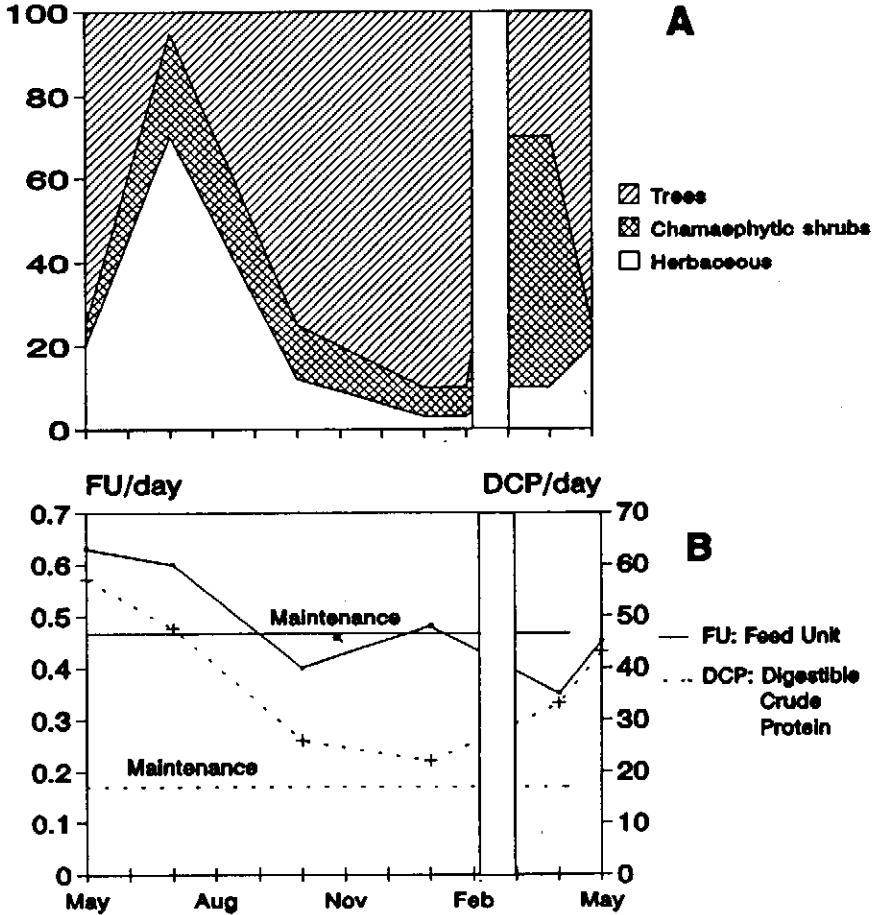 A
100
80
60
40
20
0
Trees
Chamaephytic shrubs
Herbaceous
FU/day
DCP/day
B
0.7
0.6
0.5
0.4
0.3
0.2
0.1
0
70
60
50
40
30
20
10
0
Maintenance
Maintenance
FU: Feed Unit
DCP: Digestible
Crude
Protein
May
Aug
Nov
Feb
May